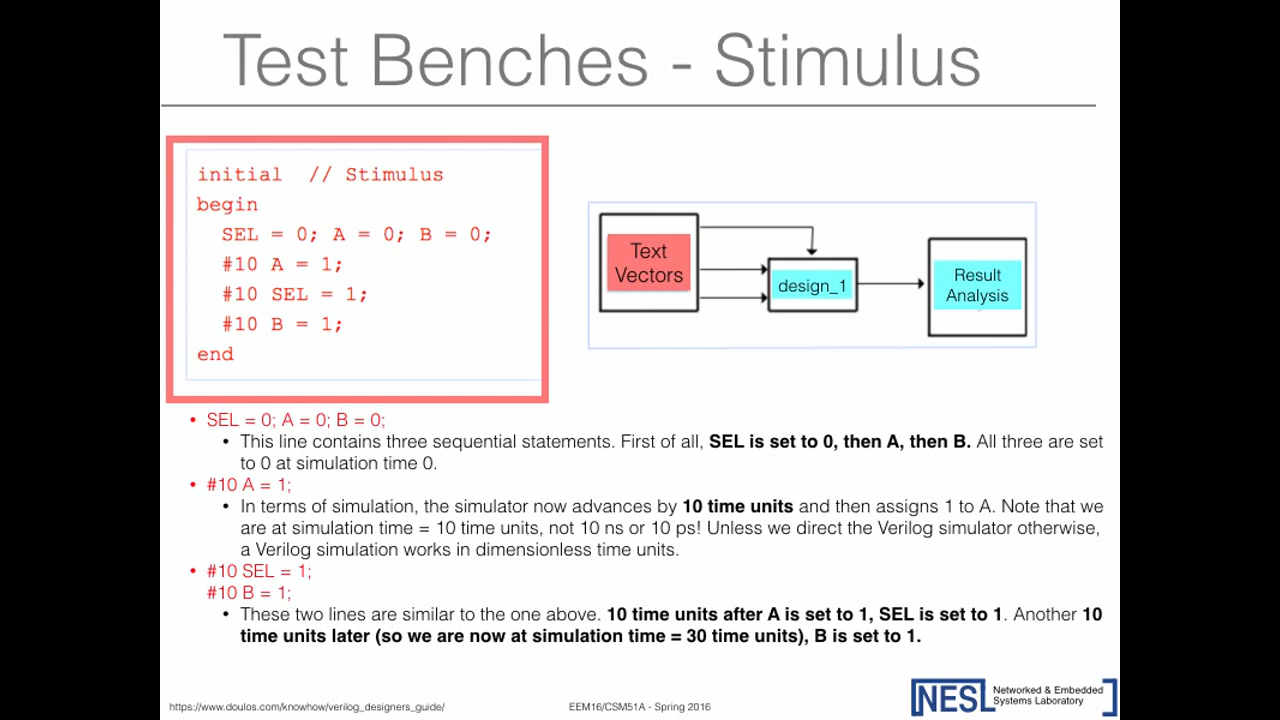 Test Benches - Stimulus
initial // Stimulus
begin
SEL = 0; A = 0; B = 0;
#10 A = 1;
#10 SEL = 1;
#10 B = 1;
end
Text
Vectors
design_1
Result
Analysis
• SEL = 0; A = 0; B = 0;
• This line contains three sequential statements. First of all, SEL is set to 0, then A, then B. All three are set
to 0 at simulation time 0.
• #10 A = 1;
• In terms of simulation, the simulator now advances by 10 time units and then assigns 1 to A. Note that we
are at simulation time = 10 time units, not 10 ns or 10 ps! Unless we direct the Verilog simulator otherwise,
a Verilog simulation works in dimensionless time units.
• #10 SEL = 1;
#10 B = 1;
• These two lines are similar to the one above. 10 time units after A is set to 1, SEL is set to 1. Another 10
time units later (so we are now at simulation time = 30 time units), B is set to 1.
https://www.doulos.com/knowhow/verilog_designers_guide/
EEM16/CSM51A - Spring 2016
NESL
Networked & Embedded
Systems Laboratory